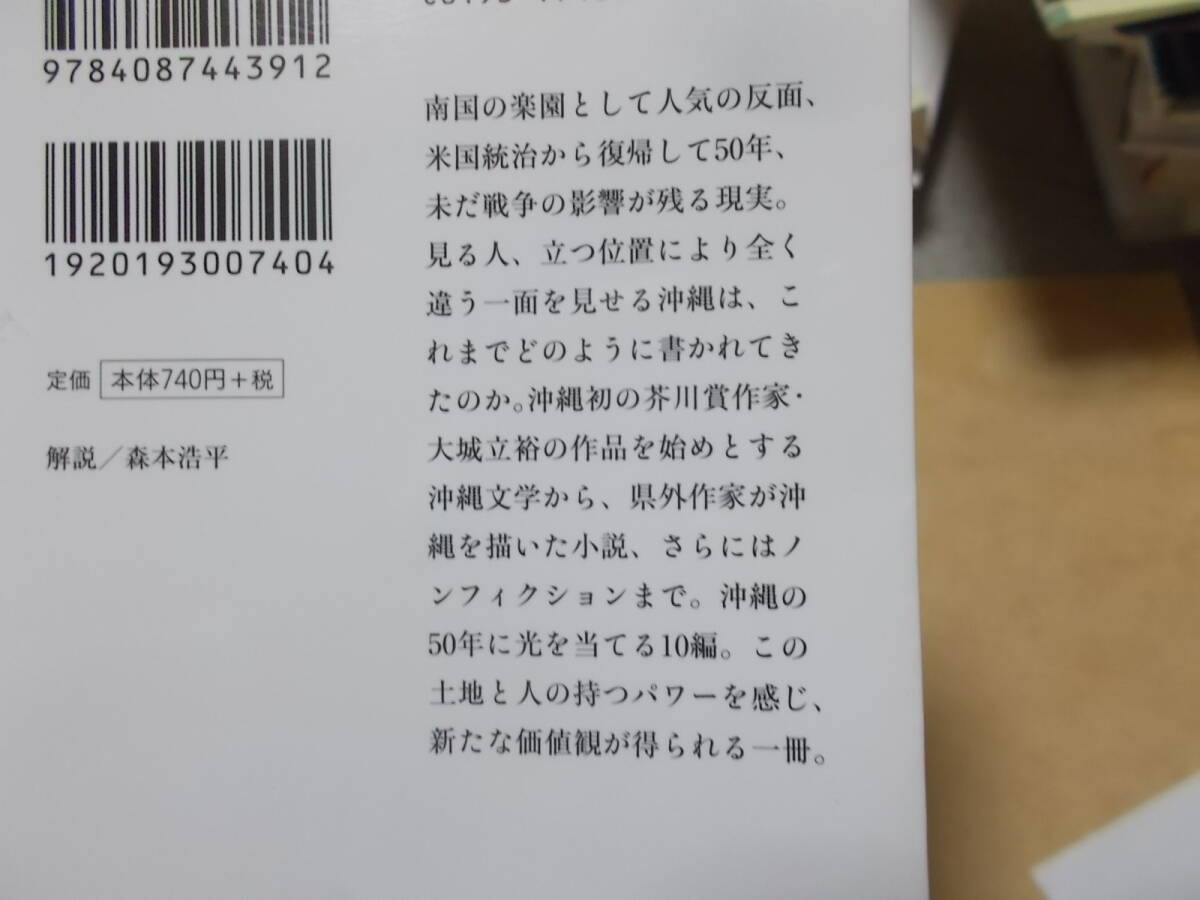 9784087443912
1920193007404
定価 本体740円+税
解説／森本浩平
南国の楽園として人気の反面、
米国統治から復帰して50年、
未だ戦争の影響が残る現実。
見る人、立つ位置により全く
違う一面を見せる沖縄は、こ
れまでどのように書かれてき
たのか。沖縄初の芥川賞作家・
大城立裕の作品を始めとする
沖縄文学から、県外作家が沖
縄を描いた小説、さらにはノ
ンフィクションまで。沖縄の
50年に光を当てる10編。この
土地と人の持つパワーを感じ、
新たな価値観が得られる一冊。